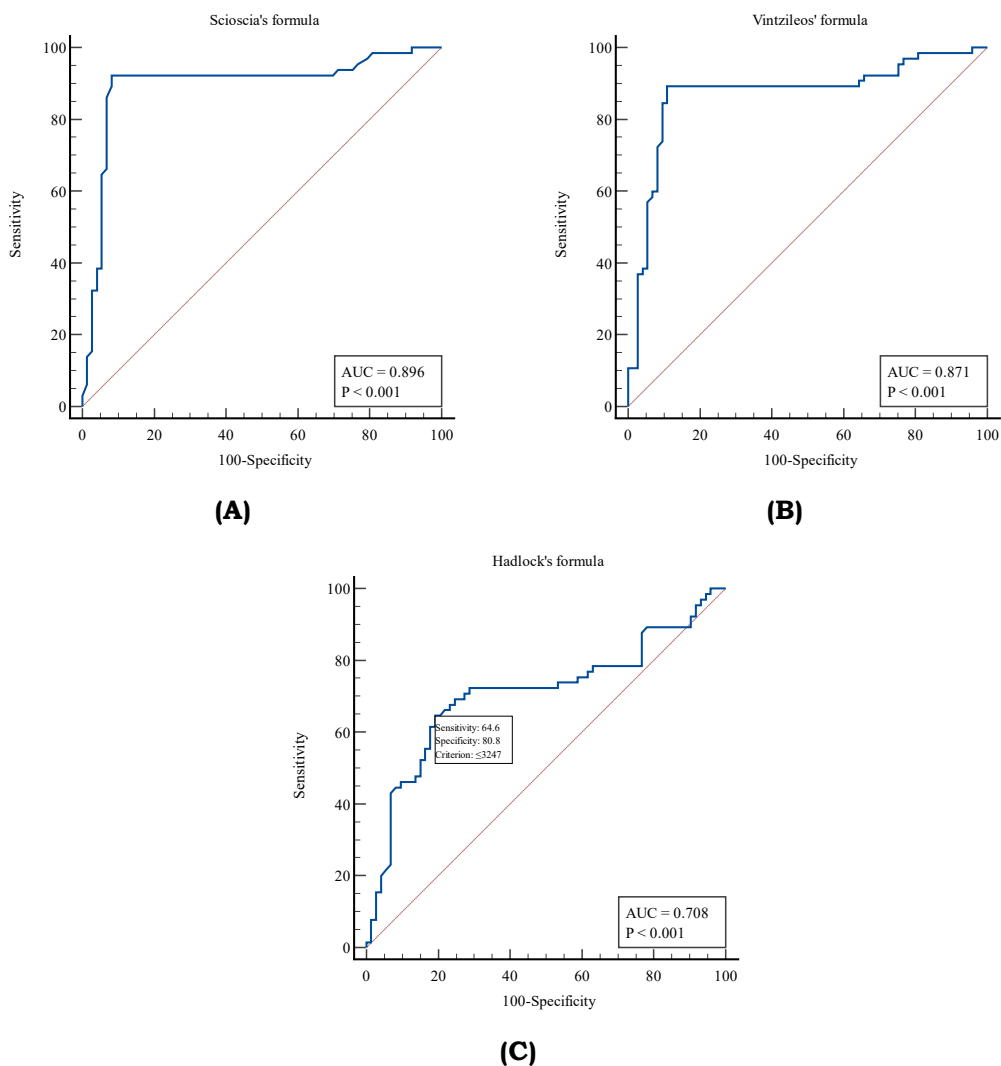 Scioscia's formula
100
80
60
40
20
0
Sensitivity
AUC = 0.896
P < 0.001
0 20 40 60 80 100
100-Specificity
(A)
Vintzileos' formula
100
80
60
40
20
0
Sensitivity
AUC = 0.871
P < 0.001
0 20 40 60 80 100
100-Specificity
(B)
Hadlock's formula
100
80
60
40
20
0
Sensitivity
Sensitivity: 64.6
Specificity: 80.8
Criterion: ≤3247
AUC = 0.708
P < 0.001
0 20 40 60 80 100
100-Specificity
(C)